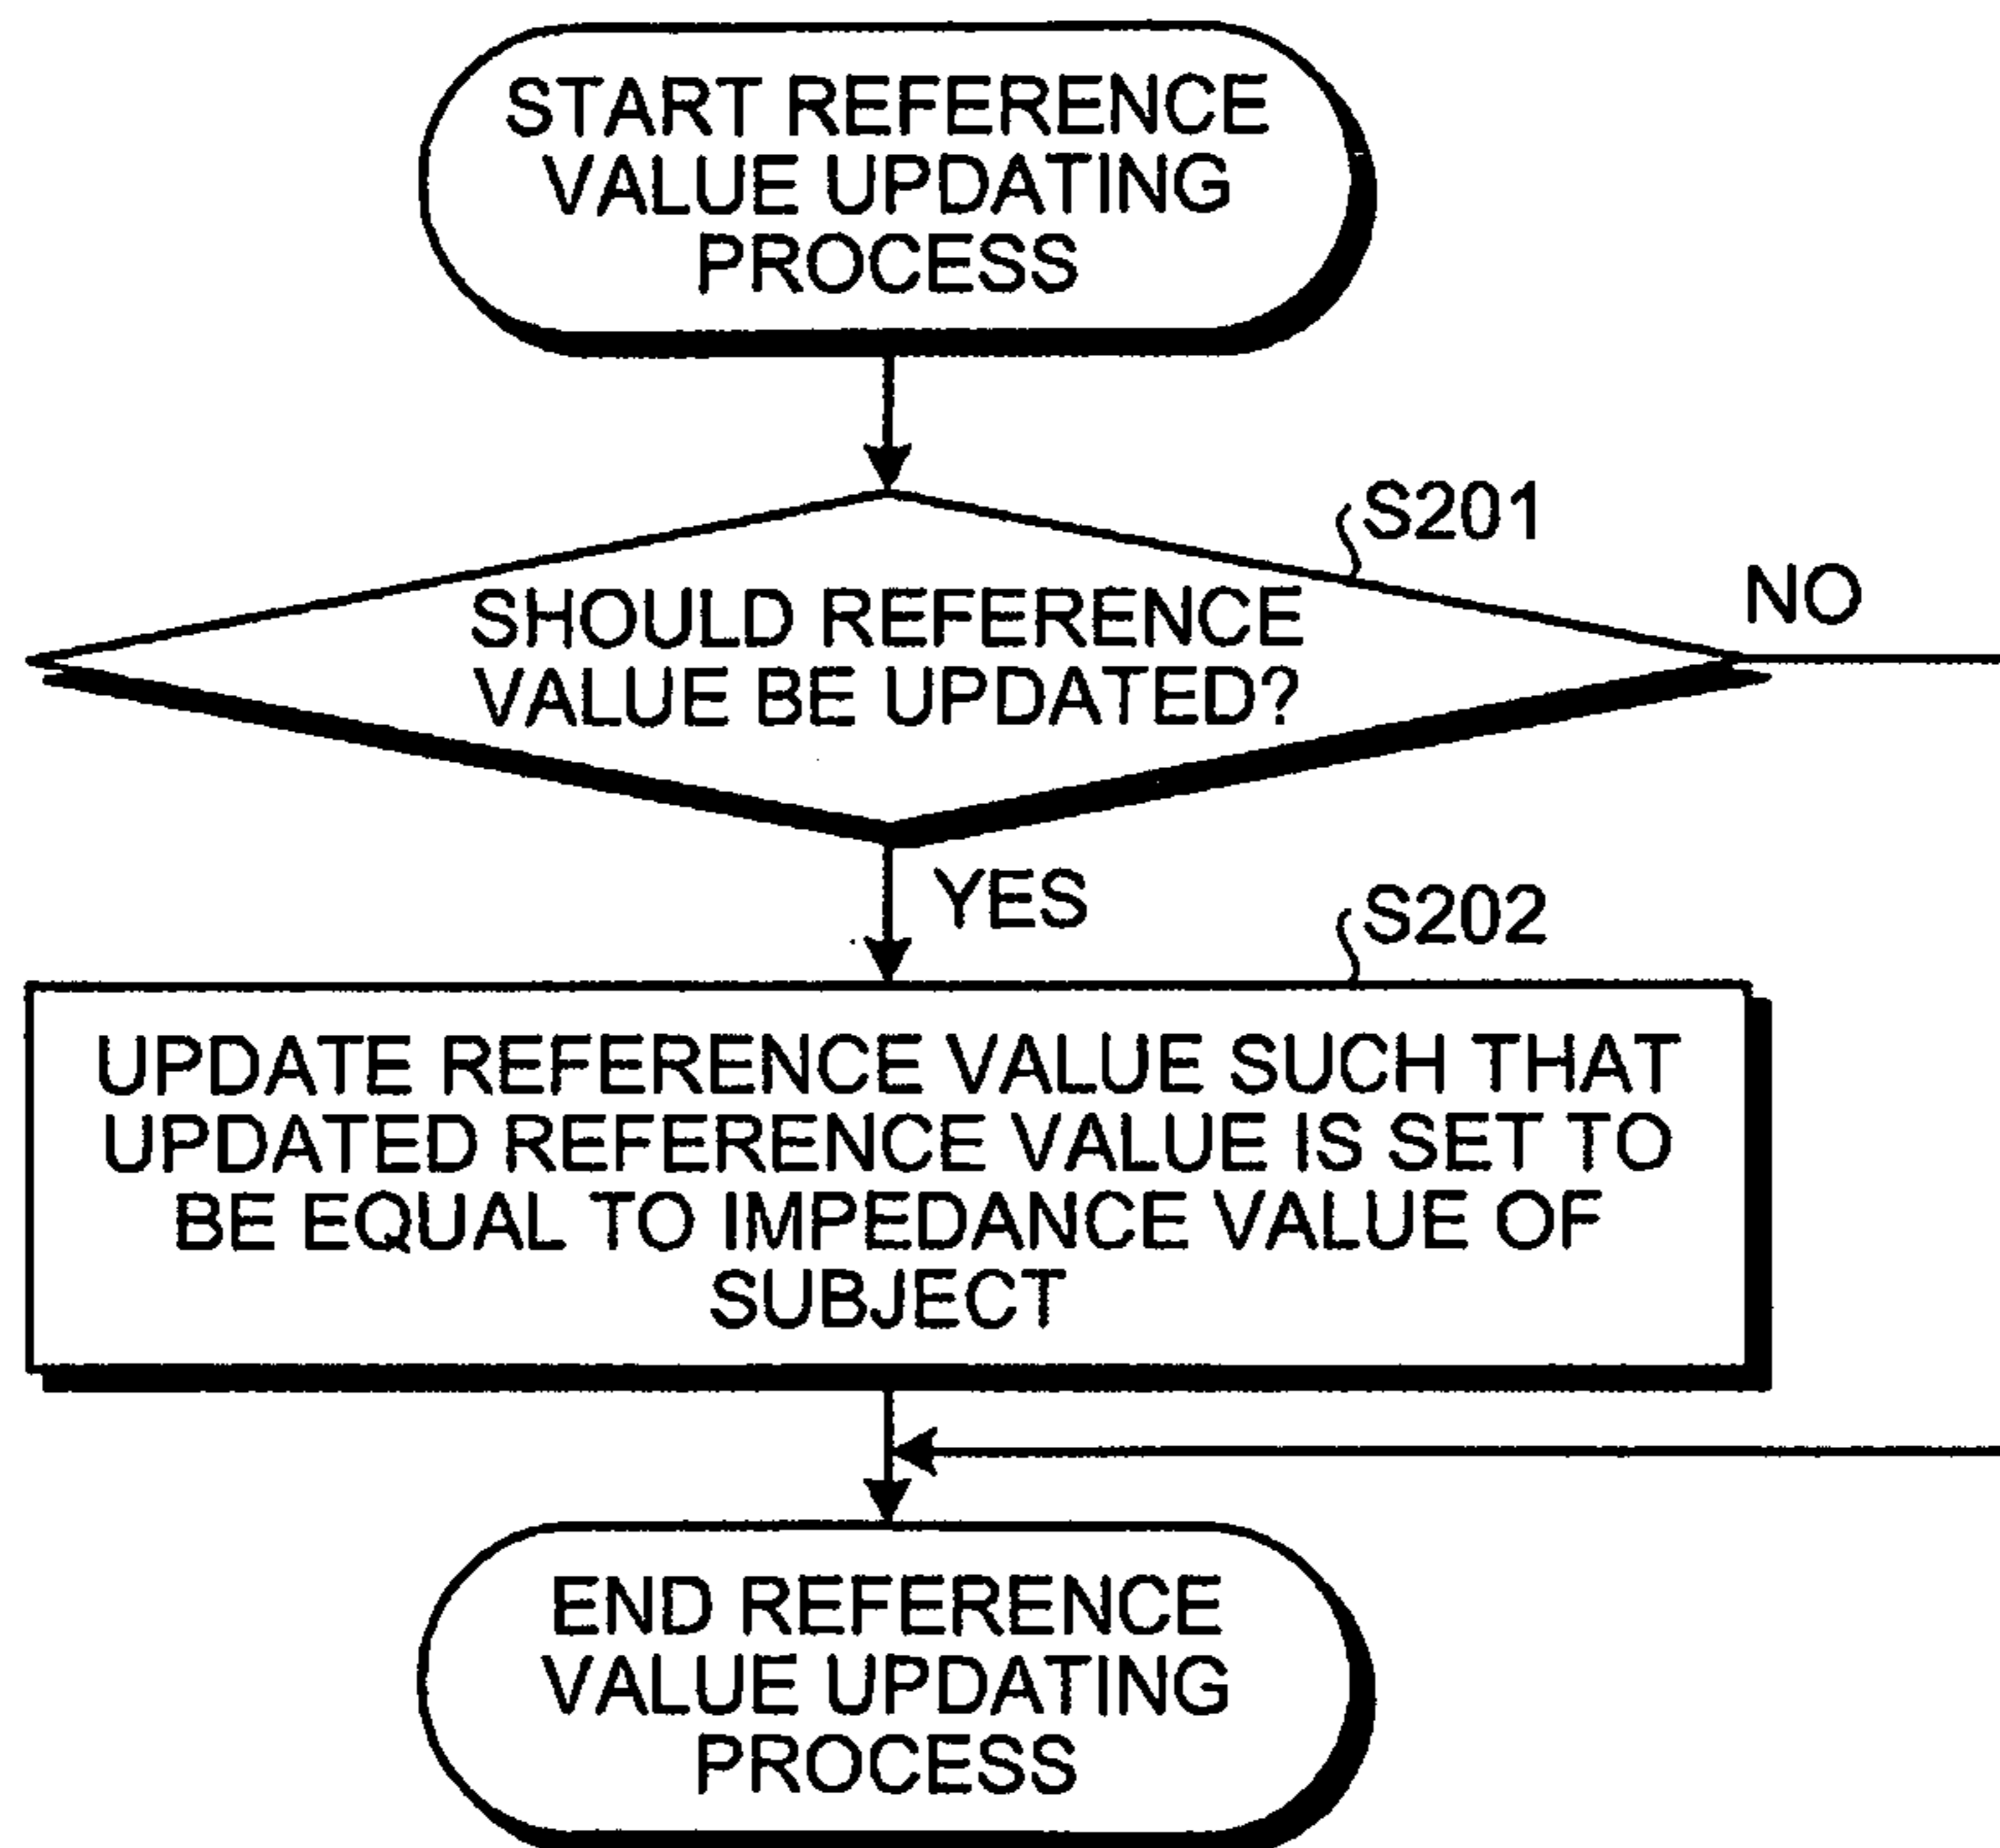 START REFERENCE
VALUE UPDATING
PROCESS
S201
SHOULD REFERENCE
VALUE BE UPDATED?
NO
YES
S202
UPDATE REFERENCE VALUE SUCH THAT
UPDATED REFERENCE VALUE IS SET TO
BE EQUAL TO IMPEDANCE VALUE OF
SUBJECT
END REFERENCE
VALUE UPDATING
PROCESS